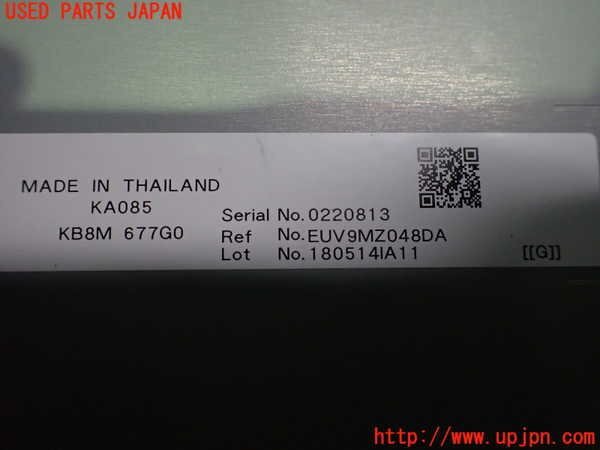 USED PARTS JAPAN
MADE IN THAILAND
KA085
KB8M 677G0
Serial No.0220813
Ref No.EUV9MZ048DA
Lot No.180514IA11
[[G]]
http://www.upjpn.com/